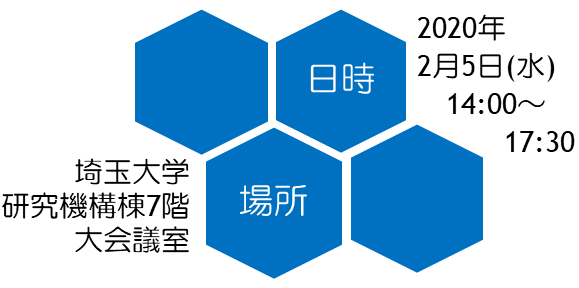 日時
2020年
2月5日(水)
14:00～
17:30
場所
埼玉大学
研究機構棟7階
大会議室